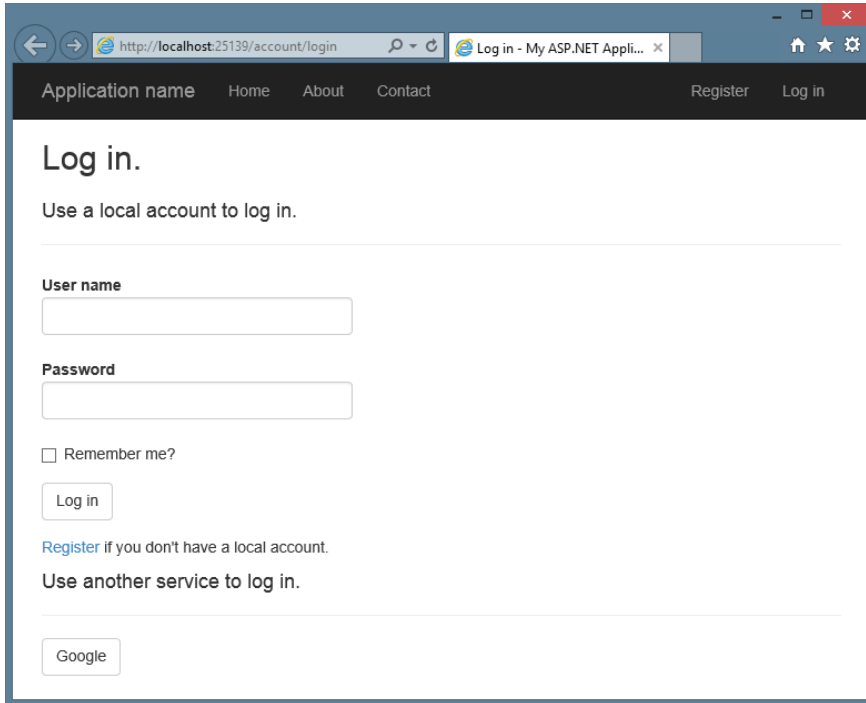 http://localhost:25139/account/login
Log in - My ASP.NET Appli...
Application name Home About Contact Register Log in
Log in.
Use a local account to log in.
User name
Password
Remember me?
Log in
Register if you don't have a local account.
Use another service to log in.
Google